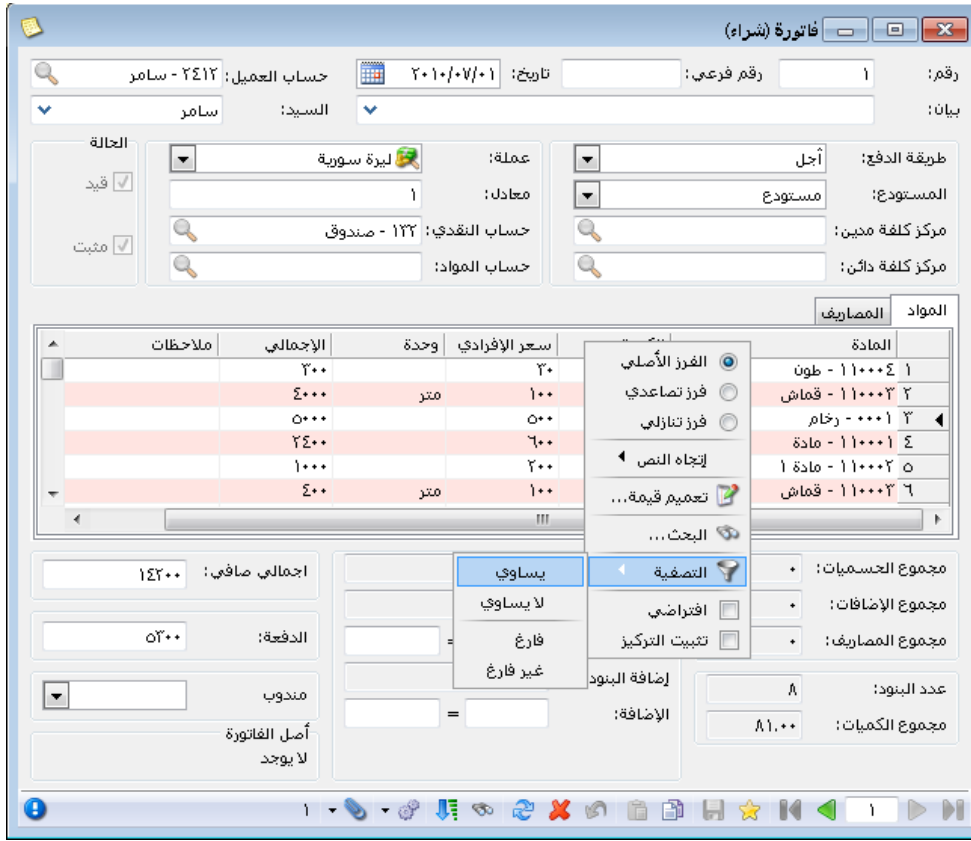 فاتورة (شراء)
رقم: ١ رقم فرعي: تاريخ: ٢٠١٠/٠٧/٠١ حساب العميل: ٢٤١٢ - سامر
بيان: السيد: سامر
طريقة الدفع: أجل عملة: ليرة سورية الحالة
المستودع: مستودع معادل: ١ قيد
مركز كلفة مدين: حساب النقدي: ١٢٢ - صندوق مثبت
مركز كلفة دائن: حساب المواد:
المواد المصاريف
المادة سعر الإفرادي وحدة الإجمالي ملاحظات
١ ١١٠٠٠٤ - طون ٣٠ ٣٠٠
٢ ١١٠٠٠٣ - قماش ١٠٠ متر ٤٠٠٠
٣ ٠٠٠١ - رخام ٥٠٠ ٥٠٠٠
٤ ١١٠٠٠١ - مادة ٦٠٠ ٢٤٠٠
٥ ١١٠٠٠٢ - مادة ١ ٢٠٠ ١٠٠٠
٦ ١١٠٠٠٣ - قماش ١٠٠ متر ٤٠٠
الفرز الأصلي
فرز تصاعدي
فرز تنازلي
إتجاه النص
تعميم قيمة...
البحث...
التصفية
افتراضي
تثبيت التركيز
يساوي
لا يساوي
فارغ
غير فارغ
مجموع الحسميات: ٠ اجمالي صافي: ١٤٢٠٠
مجموع الإضافات: ٠
مجموع المصاريف: ٠ = الدفعة: ٥٣٠٠
عدد البنود: ٨ إضافة البنود مندوب
مجموع الكميات: ٨١.٠٠ الإضافة: =
أصل الفاتورة
لا يوجد
١ ١